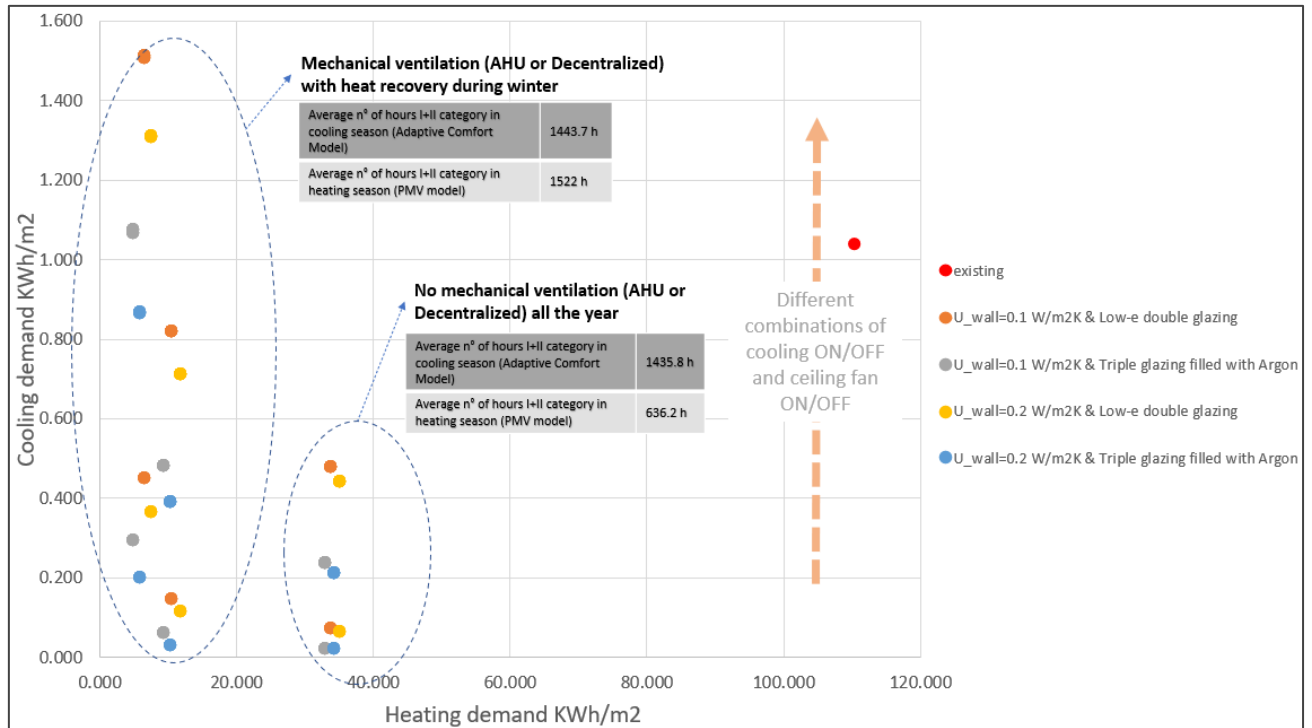 1.600
1.400
1.200
1.000
0.800
0.600
0.400
0.200
0.000
Cooling demand KWh/m2
0.000
20.000
40.000
60.000
80.000
100.000
120.000
Heating demand KWh/m2
Mechanical ventilation (AHU or Decentralized)
with heat recovery during winter
Average n° of hours I+II category in
cooling season (Adaptive Comfort
Model)
1443.7 h
Average n° of hours I+II category in
heating season (PMV model)
1522 h
No mechanical ventilation (AHU or
Decentralized) all the year
Average n° of hours I+II category in
cooling season (Adaptive Comfort
Model)
1435.8 h
Average n° of hours I+II category in
heating season (PMV model)
636.2 h
Different
combinations of
cooling ON/OFF
and ceiling fan
ON/OFF
existing
U_wall=0.1 W/m2K & Low-e double glazing
U_wall=0.1 W/m2K & Triple glazing filled with Argon
U_wall=0.2 W/m2K & Low-e double glazing
U_wall=0.2 W/m2K & Triple glazing filled with Argon